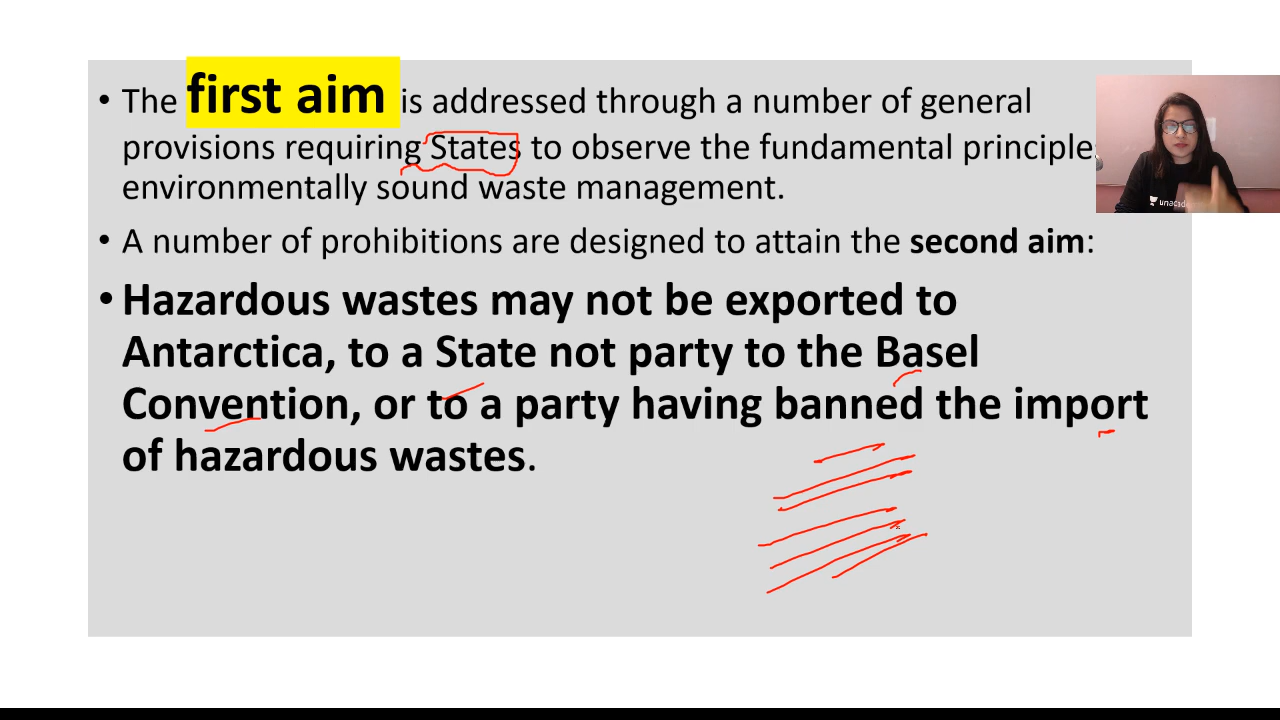 • The first aim is addressed through a number of general
provisions requiring States to observe the fundamental principle
environmentally sound waste management.
• A number of prohibitions are designed to attain the second aim:
• Hazardous wastes may not be exported to
Antarctica, to a State not party to the Basel
Convention, or to a party having banned the import
of hazardous wastes.